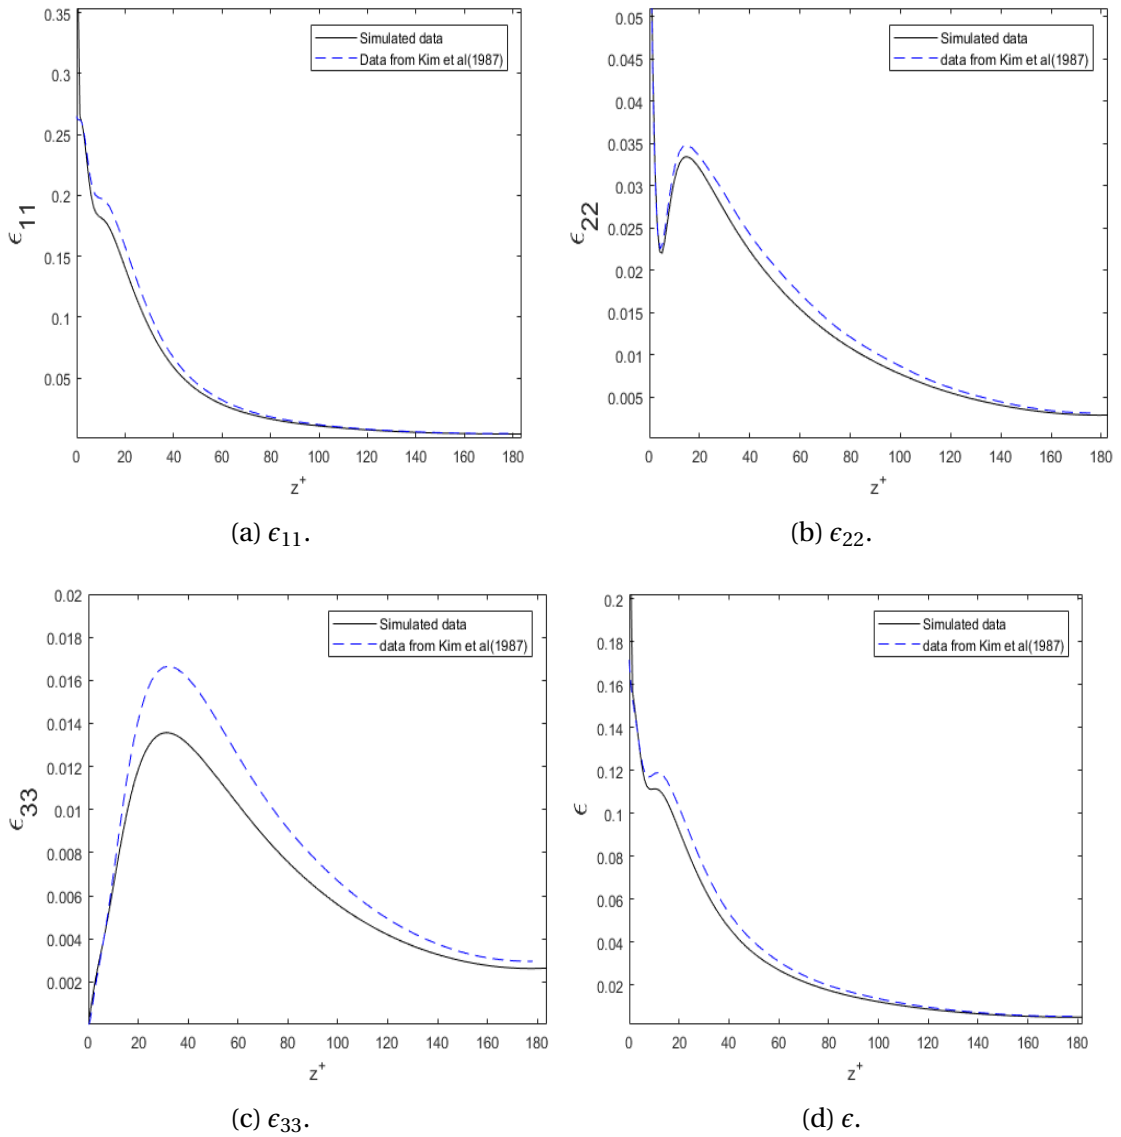 0.35
0.3
0.25
0.2
0.15
0.1
0.05
ϵ11
Simulated data
Data from Kim et al(1987)
0 20 40 60 80 100 120 140 160 180
z+
(a) ϵ11.
0.05
0.045
0.04
0.035
0.03
0.025
0.02
0.015
0.01
0.005
ϵ22
Simulated data
data from Kim et al(1987)
0 20 40 60 80 100 120 140 160 180
z+
(b) ϵ22.
0.02
0.018
0.016
0.014
0.012
0.01
0.008
0.006
0.004
0.002
ϵ33
Simulated data
data from Kim et al(1987)
0 20 40 60 80 100 120 140 160 180
z+
(c) ϵ33.
0.2
0.18
0.16
0.14
0.12
0.1
0.08
0.06
0.04
0.02
ϵ
Simulated data
data from Kim et al(1987)
0 20 40 60 80 100 120 140 160 180
z+
(d) ϵ.